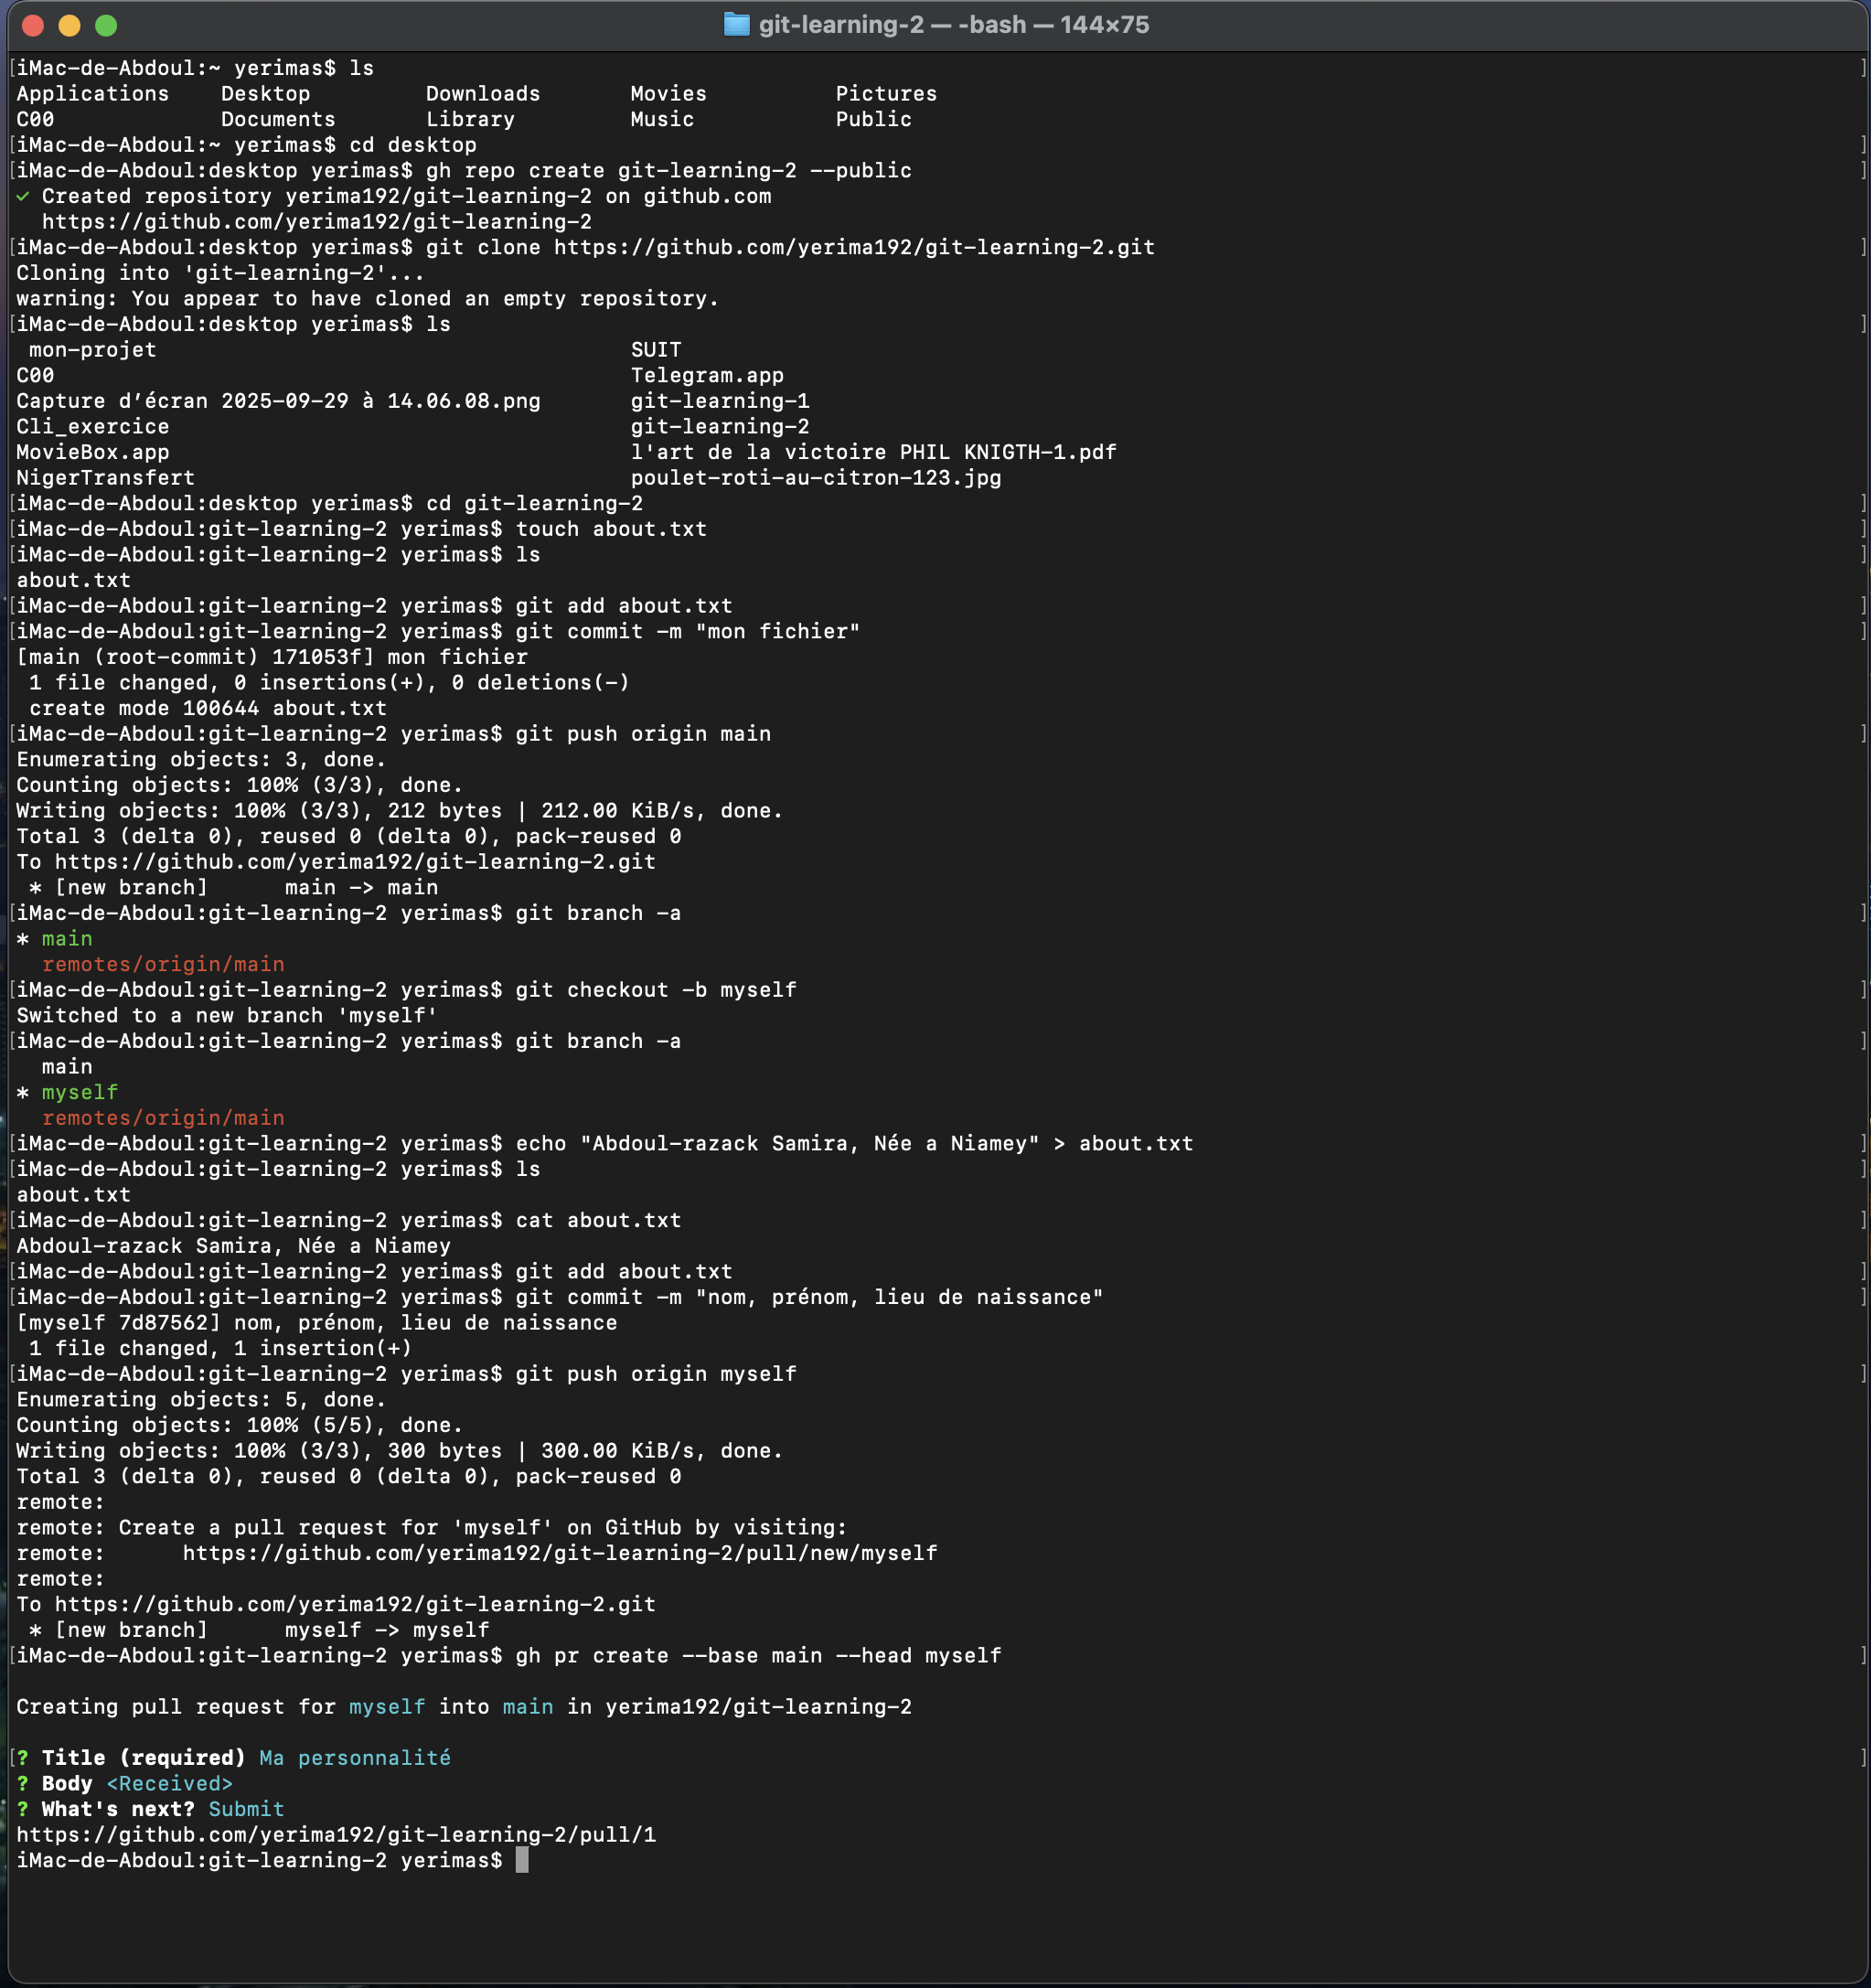 git-learning-2 — -bash — 144×75
[iMac-de-Abdoul:~ yerimas$ ls ]
Applications    Desktop         Downloads       Movies          Pictures
C00             Documents       Library         Music           Public
[iMac-de-Abdoul:~ yerimas$ cd desktop ]
[iMac-de-Abdoul:desktop yerimas$ gh repo create git-learning-2 --public ]
✓ Created repository yerima192/git-learning-2 on github.com
  https://github.com/yerima192/git-learning-2
[iMac-de-Abdoul:desktop yerimas$ git clone https://github.com/yerima192/git-learning-2.git ]
Cloning into 'git-learning-2'...
warning: You appear to have cloned an empty repository.
[iMac-de-Abdoul:desktop yerimas$ ls ]
 mon-projet                                     SUIT
C00                                             Telegram.app
Capture d’écran 2025-09-29 à 14.06.08.png       git-learning-1
Cli_exercice                                    git-learning-2
MovieBox.app                                    l'art de la victoire PHIL KNIGTH-1.pdf
NigerTransfert                                  poulet-roti-au-citron-123.jpg
[iMac-de-Abdoul:desktop yerimas$ cd git-learning-2 ]
[iMac-de-Abdoul:git-learning-2 yerimas$ touch about.txt ]
[iMac-de-Abdoul:git-learning-2 yerimas$ ls ]
about.txt
[iMac-de-Abdoul:git-learning-2 yerimas$ git add about.txt ]
[iMac-de-Abdoul:git-learning-2 yerimas$ git commit -m "mon fichier" ]
[main (root-commit) 171053f] mon fichier
 1 file changed, 0 insertions(+), 0 deletions(-)
 create mode 100644 about.txt
[iMac-de-Abdoul:git-learning-2 yerimas$ git push origin main ]
Enumerating objects: 3, done.
Counting objects: 100% (3/3), done.
Writing objects: 100% (3/3), 212 bytes | 212.00 KiB/s, done.
Total 3 (delta 0), reused 0 (delta 0), pack-reused 0
To https://github.com/yerima192/git-learning-2.git
 * [new branch]      main -> main
[iMac-de-Abdoul:git-learning-2 yerimas$ git branch -a ]
* main
  remotes/origin/main
[iMac-de-Abdoul:git-learning-2 yerimas$ git checkout -b myself ]
Switched to a new branch 'myself'
[iMac-de-Abdoul:git-learning-2 yerimas$ git branch -a ]
  main
* myself
  remotes/origin/main
[iMac-de-Abdoul:git-learning-2 yerimas$ echo "Abdoul-razack Samira, Née a Niamey" > about.txt ]
[iMac-de-Abdoul:git-learning-2 yerimas$ ls ]
about.txt
[iMac-de-Abdoul:git-learning-2 yerimas$ cat about.txt ]
Abdoul-razack Samira, Née a Niamey
[iMac-de-Abdoul:git-learning-2 yerimas$ git add about.txt ]
[iMac-de-Abdoul:git-learning-2 yerimas$ git commit -m "nom, prénom, lieu de naissance" ]
[myself 7d87562] nom, prénom, lieu de naissance
 1 file changed, 1 insertion(+)
[iMac-de-Abdoul:git-learning-2 yerimas$ git push origin myself ]
Enumerating objects: 5, done.
Counting objects: 100% (5/5), done.
Writing objects: 100% (3/3), 300 bytes | 300.00 KiB/s, done.
Total 3 (delta 0), reused 0 (delta 0), pack-reused 0
remote:
remote: Create a pull request for 'myself' on GitHub by visiting:
remote:      https://github.com/yerima192/git-learning-2/pull/new/myself
remote:
To https://github.com/yerima192/git-learning-2.git
 * [new branch]      myself -> myself
[iMac-de-Abdoul:git-learning-2 yerimas$ gh pr create --base main --head myself ]
Creating pull request for myself into main in yerima192/git-learning-2
[? Title (required) Ma personnalité ]
? Body <Received>
? What's next? Submit
https://github.com/yerima192/git-learning-2/pull/1
iMac-de-Abdoul:git-learning-2 yerimas$